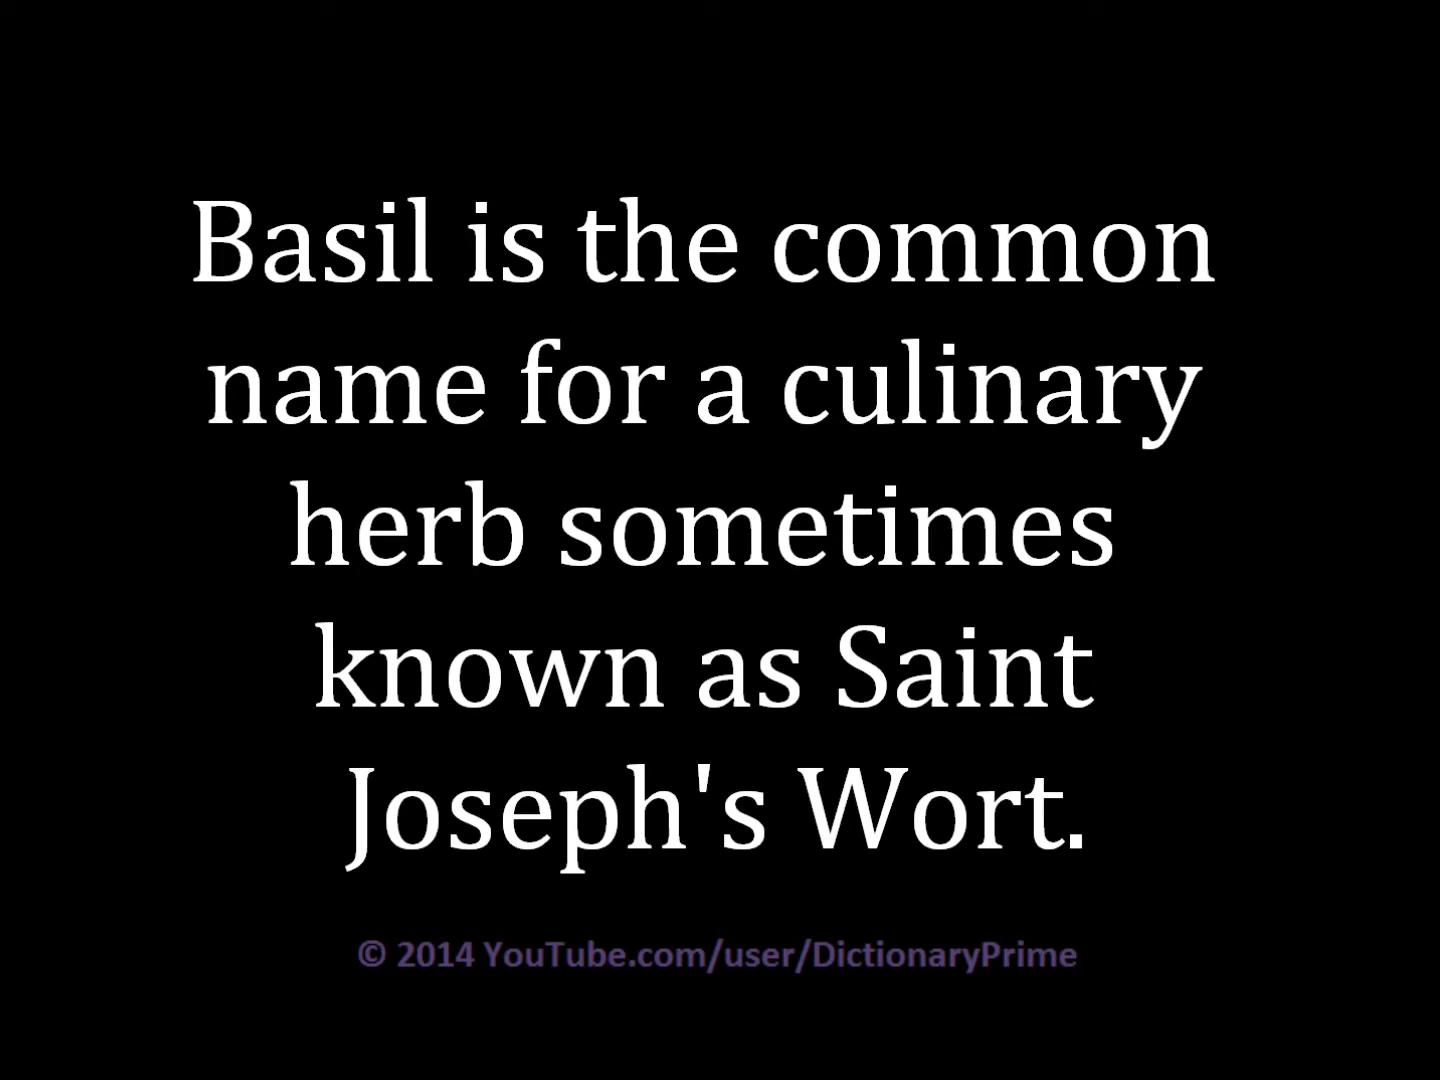 Basil is the common
name for a culinary
herb sometimes
known as Saint
Joseph's Wort.
© 2014 YouTube.com/user/DictionaryPrime